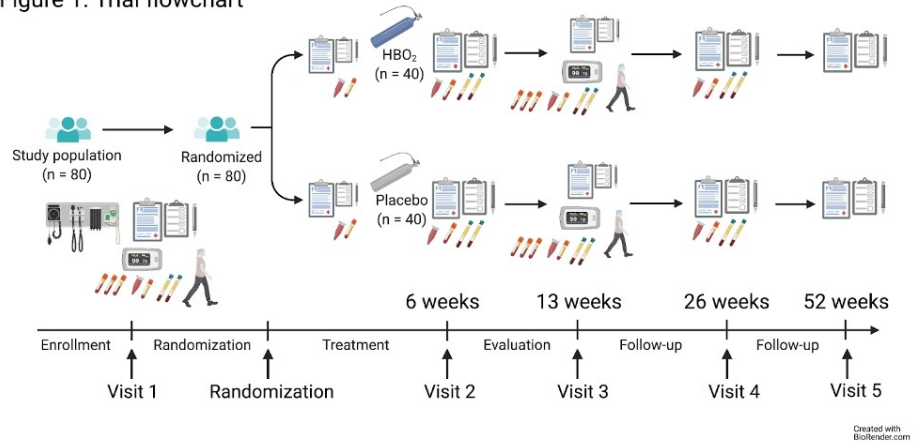 Figure 1. Trial flowchart
HBO₂
(n = 40)
Study population
(n = 80)
Randomized
(n = 80)
Placebo
(n = 40)
6 weeks
13 weeks
26 weeks
52 weeks
Enrollment
Randomization
Treatment
Evaluation
Follow-up
Follow-up
Visit 1
Randomization
Visit 2
Visit 3
Visit 4
Visit 5
Created with
BioRender.com